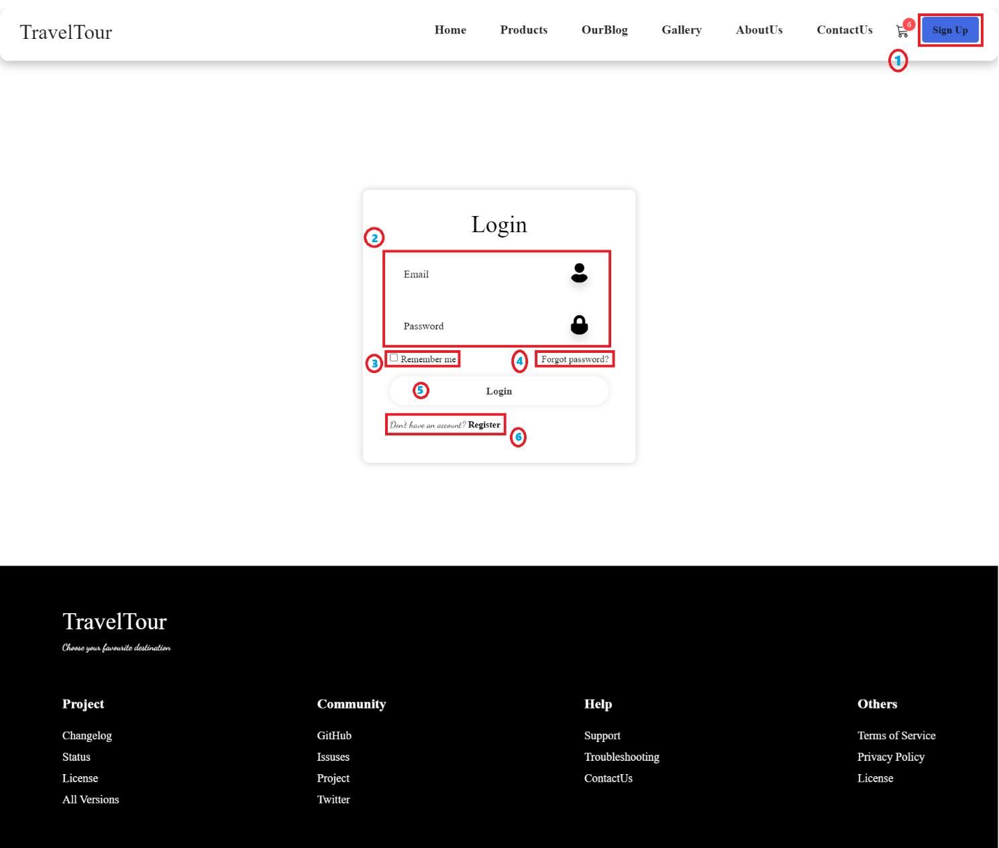 TravelTour
Home Products OurBlog Gallery AboutUs ContactUs 6 Sign Up
1
Login
2
Email
Password
3 Remember me 4 Forgot password?
5 Login
Don't have an account? Register
6
TravelTour
Choose your favourite destination
Project Community Help Others
Changelog GitHub Support Terms of Service
Status Issuses Troubleshooting Privacy Policy
License Project ContactUs License
All Versions Twitter